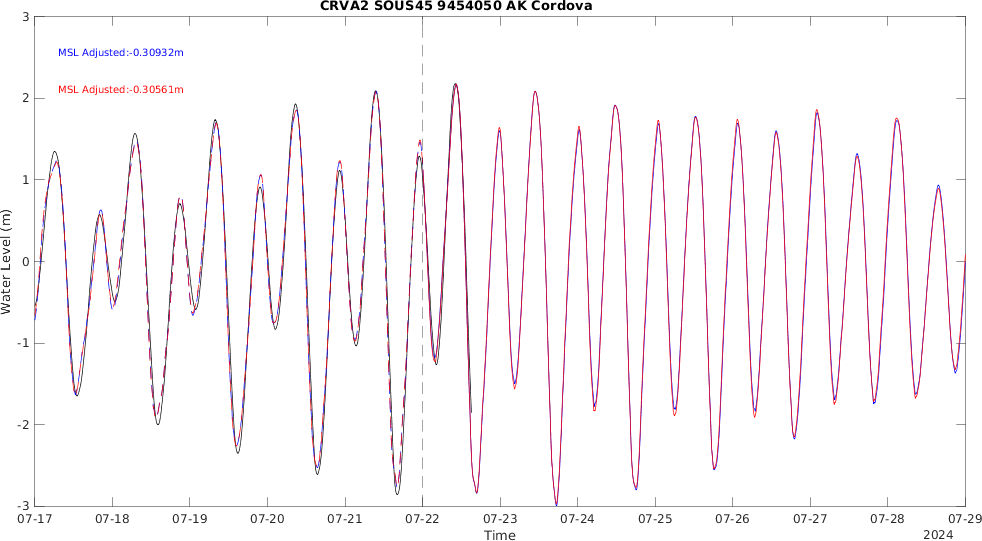 CRVA2 SOUS45 9454050 AK Cordova
MSL Adjusted:-0.30932m
MSL Adjusted:-0.30561m
Water Level (m)
3
2
1
0
-1
-2
-3
07-17 07-18 07-19 07-20 07-21 07-22 07-23 07-24 07-25 07-26 07-27 07-28 07-29
Time
2024